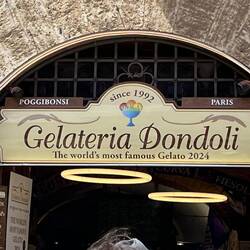 since 1992
POGGIBONSI
PARIS
Gelateria Dondoli
The world's most famous Gelato 2024